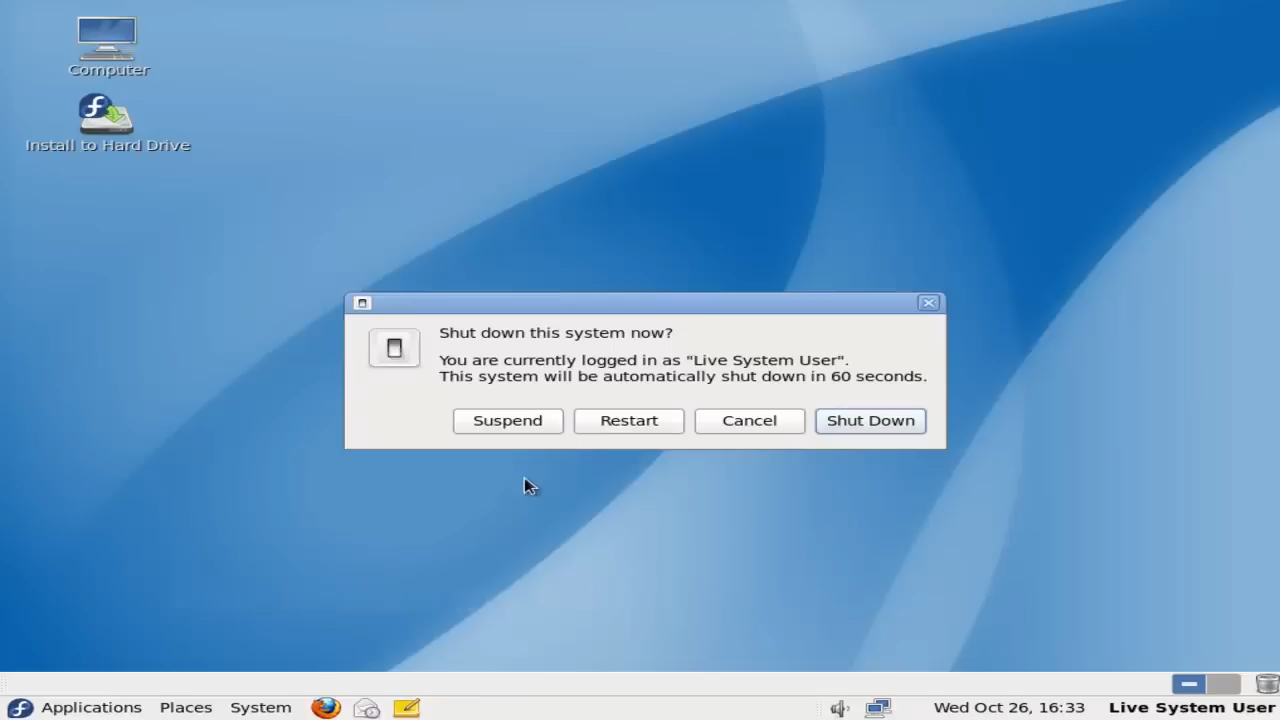 Computer
Install to Hard Drive
Shut down this system now?
You are currently logged in as "Live System User".
This system will be automatically shut down in 60 seconds.
Suspend Restart Cancel Shut Down
Applications Places System Wed Oct 26, 16:33 Live System User